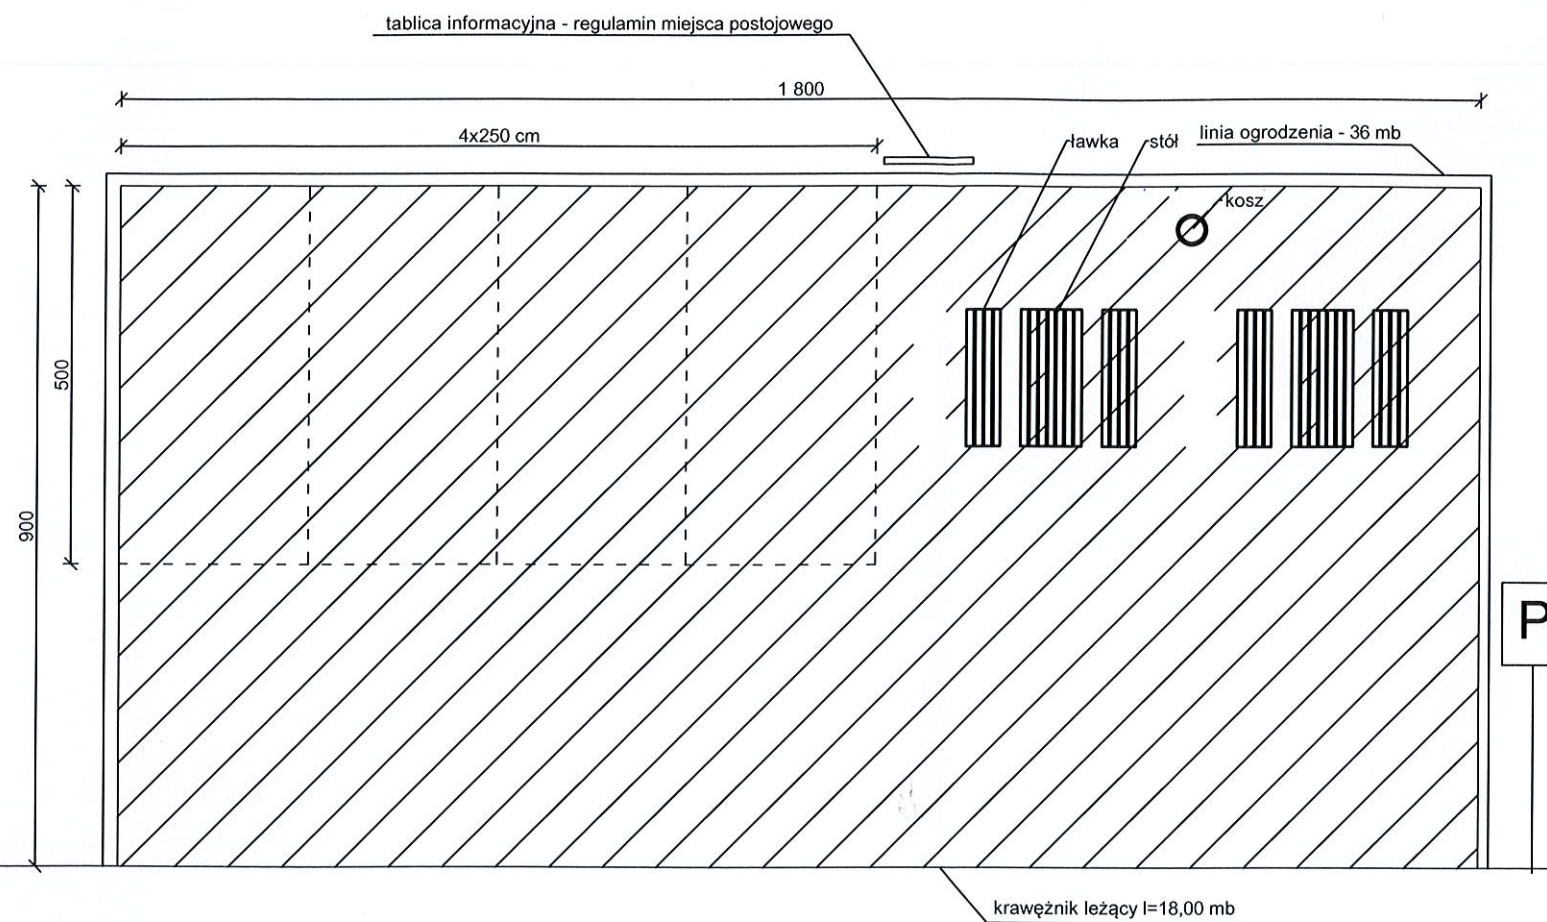 tablica informacyjna - regulamin miejsca postojowego
1 800
4x250 cm
ławka
stół
linia ogrodzenia - 36 mb
kosz
500
900
P
krawężnik leżący l=18,00 mb